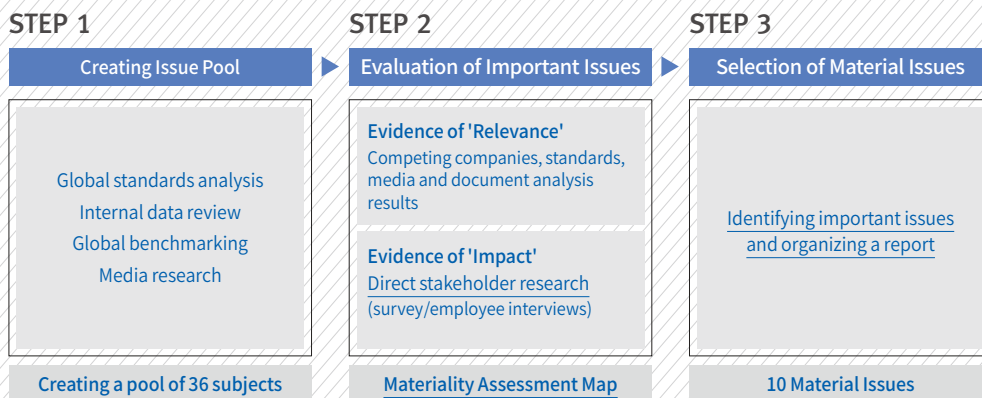 STEP 1
Creating Issue Pool
Global standards analysis
Internal data review
Global benchmarking
Media research
Creating a pool of 36 subjects
STEP 2
Evaluation of Important Issues
Evidence of 'Relevance'
Competing companies, standards,
media and document analysis
results
Evidence of 'Impact'
Direct stakeholder research
(survey/employee interviews)
Materiality Assessment Map
STEP 3
Selection of Material Issues
Identifying important issues
and organizing a report
10 Material Issues